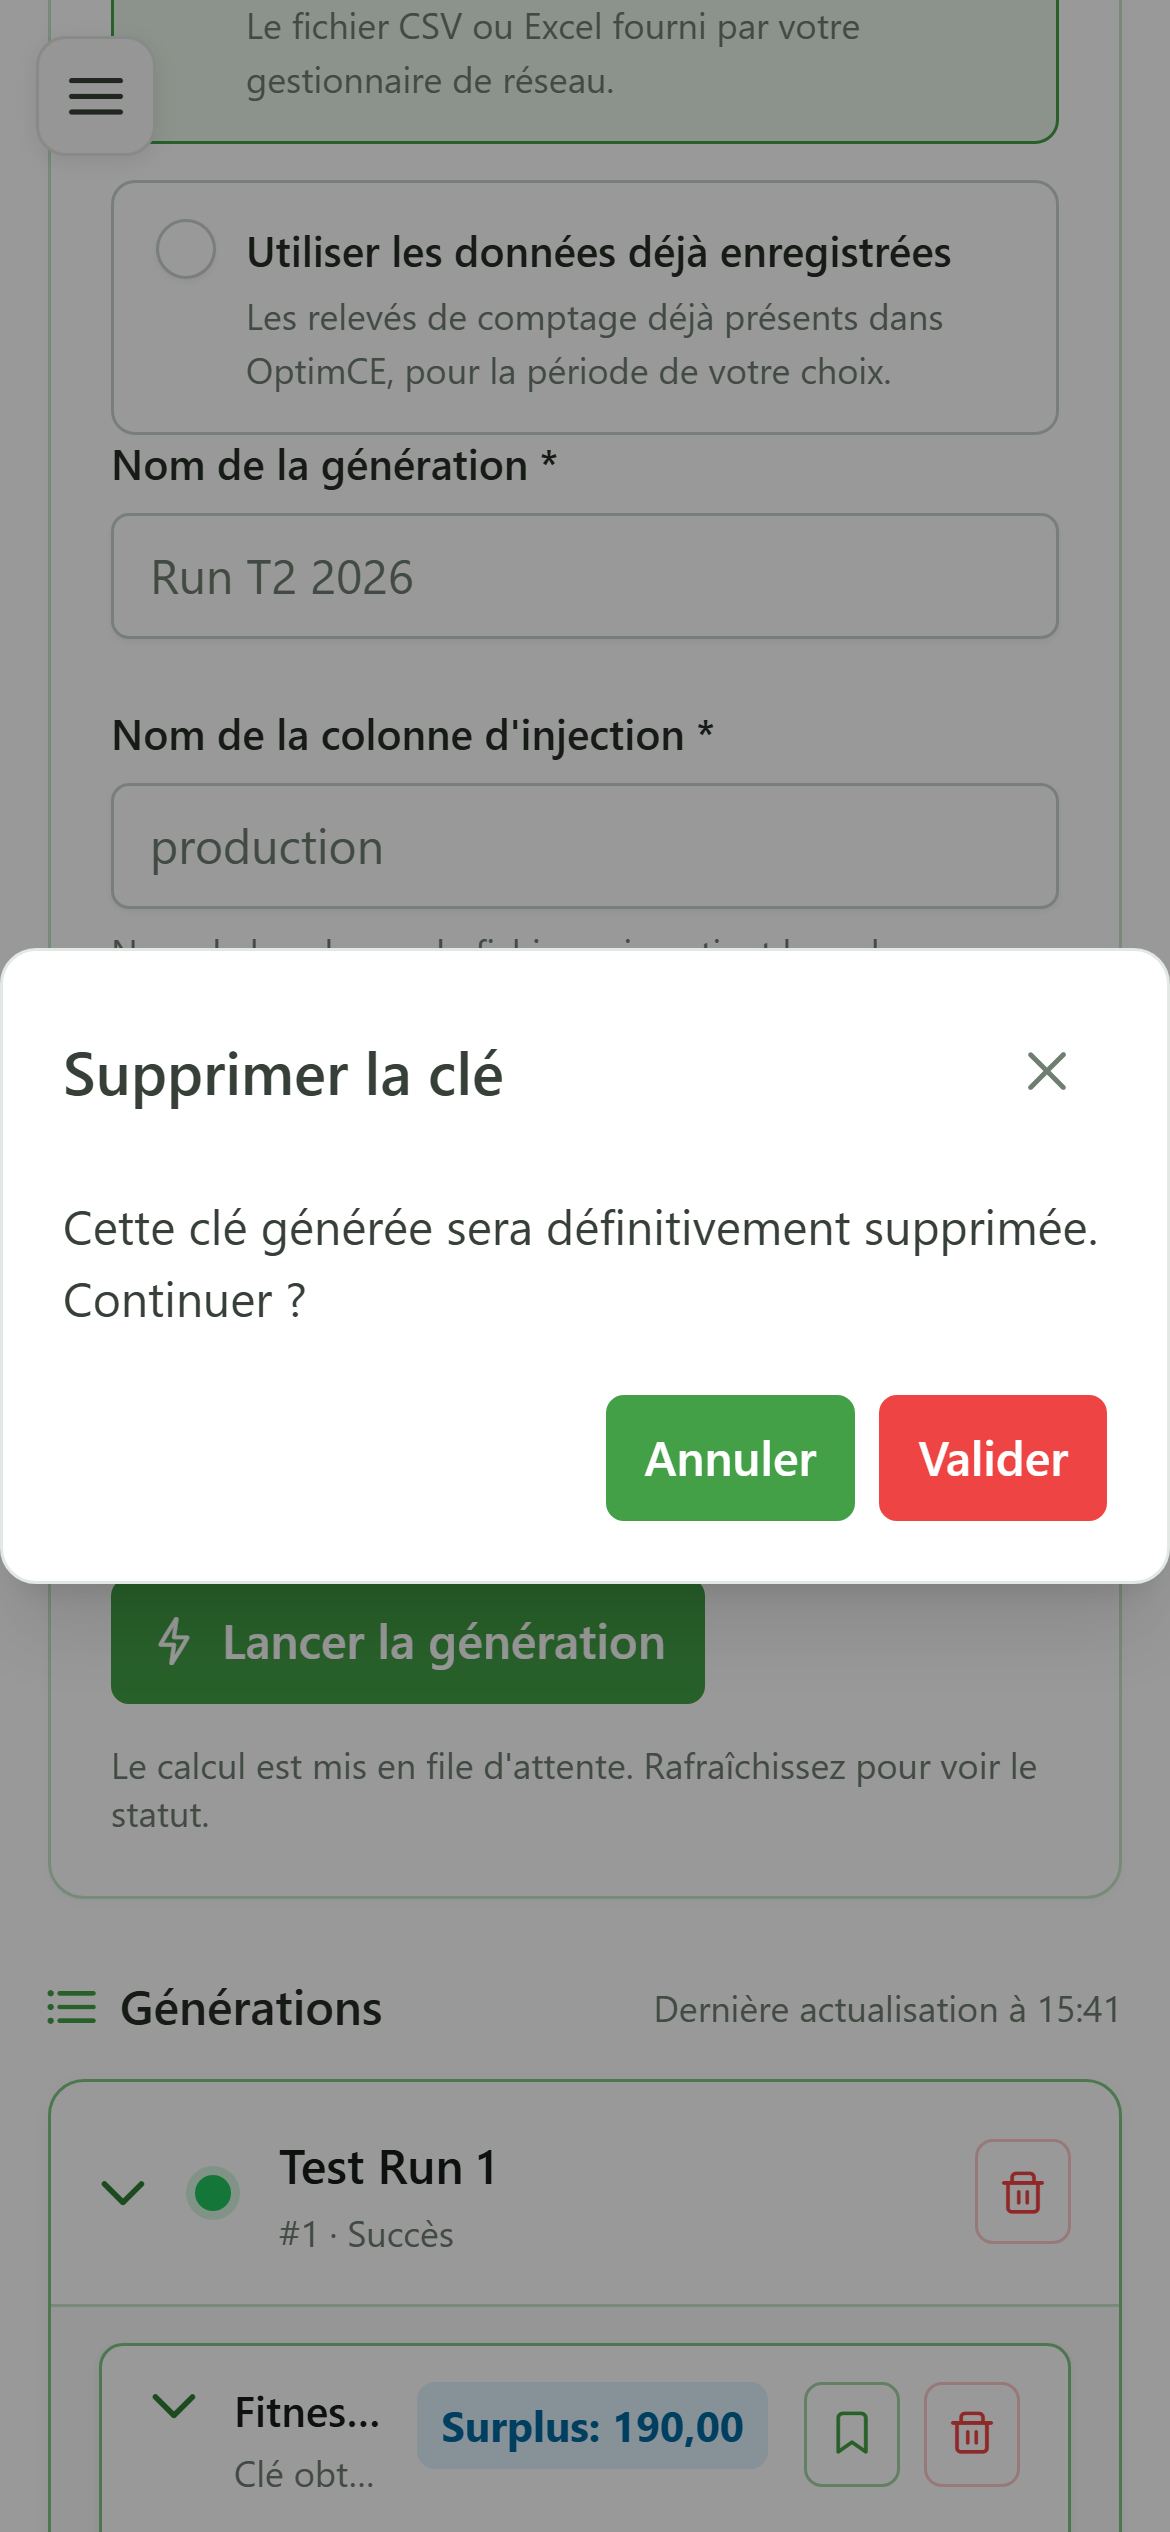 Le fichier CSV ou Excel fourni par votre
gestionnaire de réseau.
Utiliser les données déjà enregistrées
Les relevés de comptage déjà présents dans
OptimCE, pour la période de votre choix.
Nom de la génération *
Run T2 2026
Nom de la colonne d'injection *
production
Supprimer la clé
Cette clé générée sera définitivement supprimée.
Continuer ?
Annuler
Valider
Lancer la génération
Le calcul est mis en file d'attente. Rafraîchissez pour voir le
statut.
Générations
Dernière actualisation à 15:41
Test Run 1
#1 · Succès
Fitnes...
Surplus: 190,00
Clé obt...